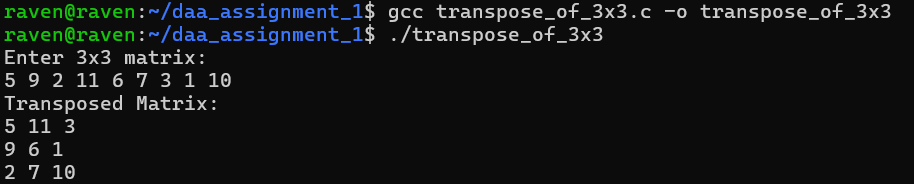 raven@raven:~/daa_assignment_1$ gcc transpose_of_3x3.c -o transpose_of_3x3
raven@raven:~/daa_assignment_1$ ./transpose_of_3x3
Enter 3x3 matrix:
5 9 2 11 6 7 3 1 10
Transposed Matrix:
5 11 3
9 6 1
2 7 10